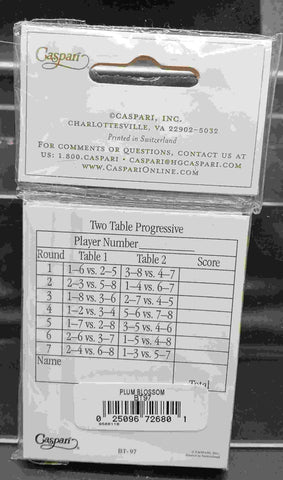 Caspari
©CASPARI, INC.
CHARLOTTESVILLE, VA 22902-5032
Printed in Switzerland
FOR COMMENTS OR QUESTIONS, CONTACT US AT
US: 1.800.CASPARI • CASPARI@HGCASPARI.COM
WWW.CASPARIONLINE.COM
Two Table Progressive
Player Number
Round Table 1 Table 2 Score
1 1–6 vs. 2–5 3–8 vs. 4–7
2 2–3 vs. 5–8 1–4 vs. 6–7
3 1–8 vs. 3–6 2–7 vs. 4–5
4 1–2 vs. 3–4 5–6 vs. 7–8
5 1–7 vs. 2–8 3–5 vs. 4–6
6 1–5 vs. 2–6 3–7 vs. 4–8
7 2–4 vs. 6–8 1–3 vs. 5–7
Name
Total
PLUM BLOSSOM
BT97
0 25096 72680 1
Caspari
BT-97